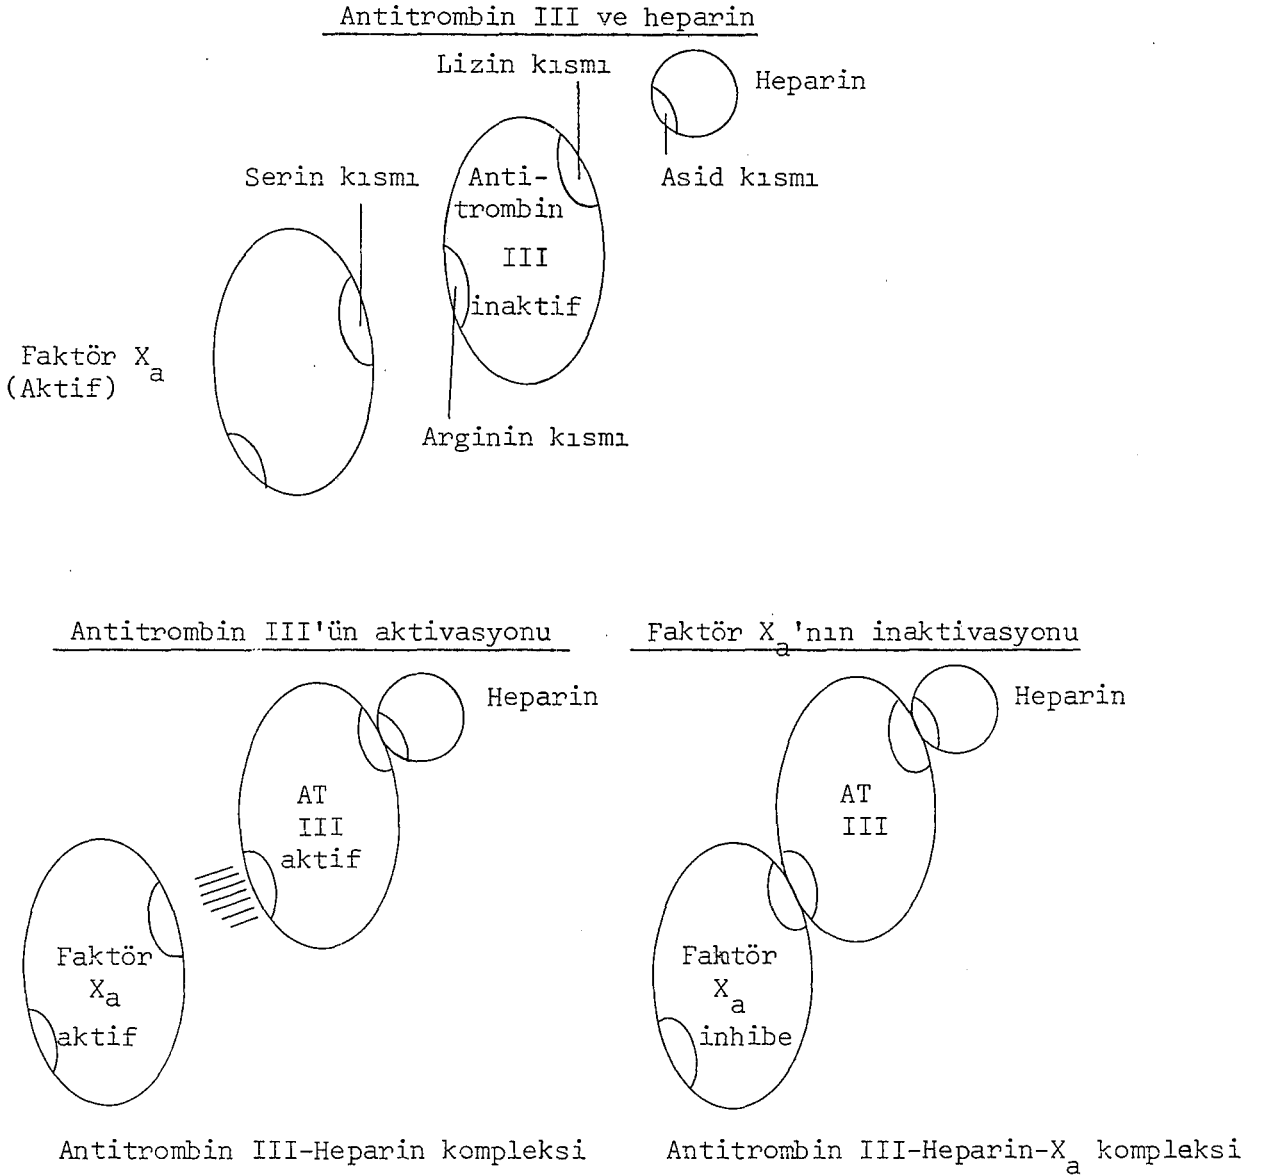 Antitrombin III ve heparin
Lizin kısmı
Heparin
Serin kısmı
Anti-
trombin
III
inaktif
Asid kısmı
Faktör Xa
(Aktif)
Arginin kısmı
Antitrombin III'ün aktivasyonu
Heparin
AT
III
aktif
Faktör
Xa
aktif
Antitrombin III-Heparin kompleksi
Faktör Xa'nın inaktivasyonu
Heparin
AT
III
Faktör
Xa
inhibe
Antitrombin III-Heparin-Xa kompleksi